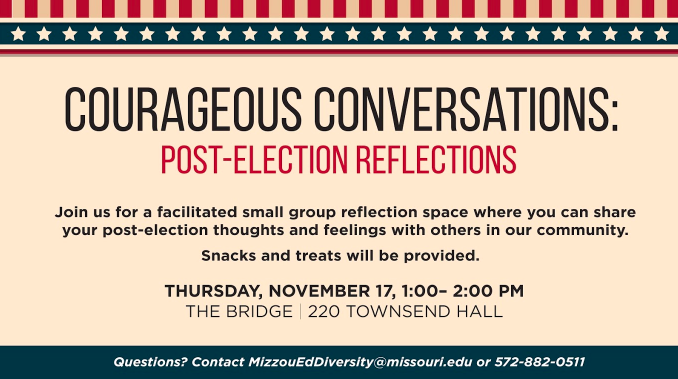 COURAGEOUS CONVERSATIONS:
POST-ELECTION REFLECTIONS
Join us for a facilitated small group reflection space where you can share
your post-election thoughts and feelings with others in our community.
Snacks and treats will be provided.
THURSDAY, NOVEMBER 17, 1:00– 2:00 PM
THE BRIDGE | 220 TOWNSEND HALL
Questions? Contact MizzouEdDiversity@missouri.edu or 572-882-0511